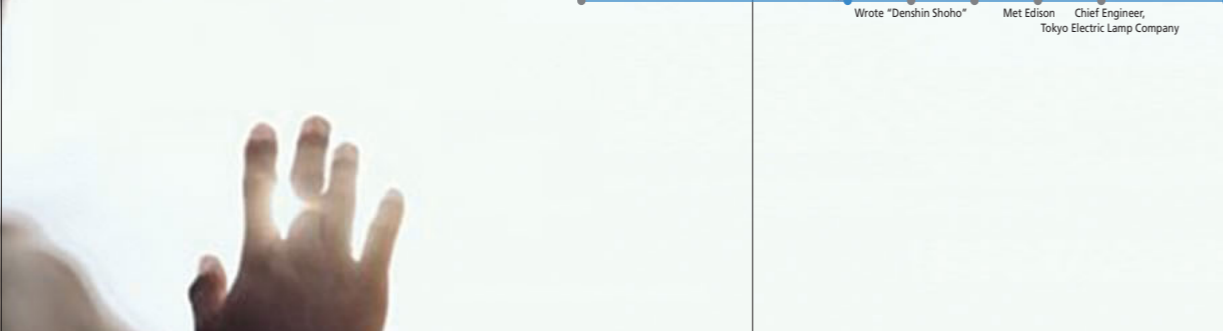 Wrote “Denshin Shoho”
Met Edison
Chief Engineer,
Tokyo Electric Lamp Company